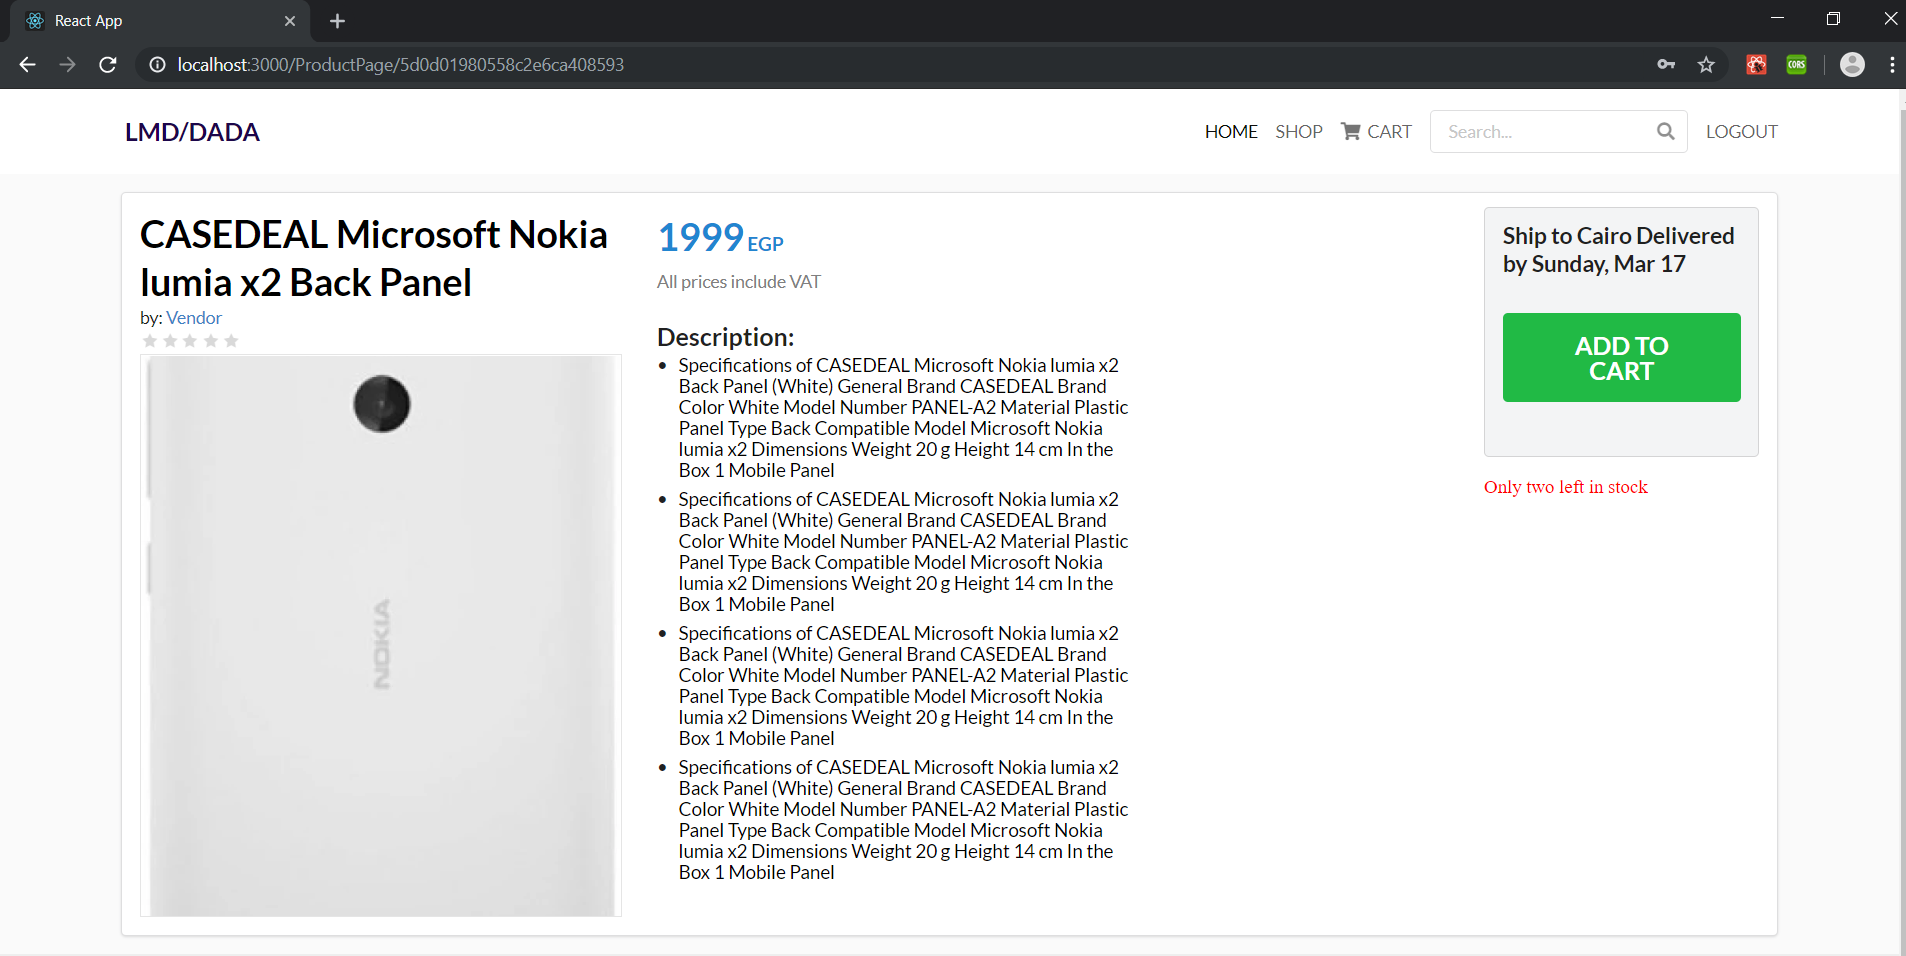 React App
localhost:3000/ProductPage/5d0d01980558c2e6ca408593
CORS
LMD/DADA
HOME SHOP CART Search... LOGOUT
CASEDEAL Microsoft Nokia
lumia x2 Back Panel
by: Vendor
NOKIA
1999 EGP
All prices include VAT
Description:
• Specifications of CASEDEAL Microsoft Nokia lumia x2
Back Panel (White) General Brand CASEDEAL Brand
Color White Model Number PANEL-A2 Material Plastic
Panel Type Back Compatible Model Microsoft Nokia
lumia x2 Dimensions Weight 20 g Height 14 cm In the
Box 1 Mobile Panel
• Specifications of CASEDEAL Microsoft Nokia lumia x2
Back Panel (White) General Brand CASEDEAL Brand
Color White Model Number PANEL-A2 Material Plastic
Panel Type Back Compatible Model Microsoft Nokia
lumia x2 Dimensions Weight 20 g Height 14 cm In the
Box 1 Mobile Panel
• Specifications of CASEDEAL Microsoft Nokia lumia x2
Back Panel (White) General Brand CASEDEAL Brand
Color White Model Number PANEL-A2 Material Plastic
Panel Type Back Compatible Model Microsoft Nokia
lumia x2 Dimensions Weight 20 g Height 14 cm In the
Box 1 Mobile Panel
• Specifications of CASEDEAL Microsoft Nokia lumia x2
Back Panel (White) General Brand CASEDEAL Brand
Color White Model Number PANEL-A2 Material Plastic
Panel Type Back Compatible Model Microsoft Nokia
lumia x2 Dimensions Weight 20 g Height 14 cm In the
Box 1 Mobile Panel
Ship to Cairo Delivered
by Sunday, Mar 17
ADD TO
CART
Only two left in stock